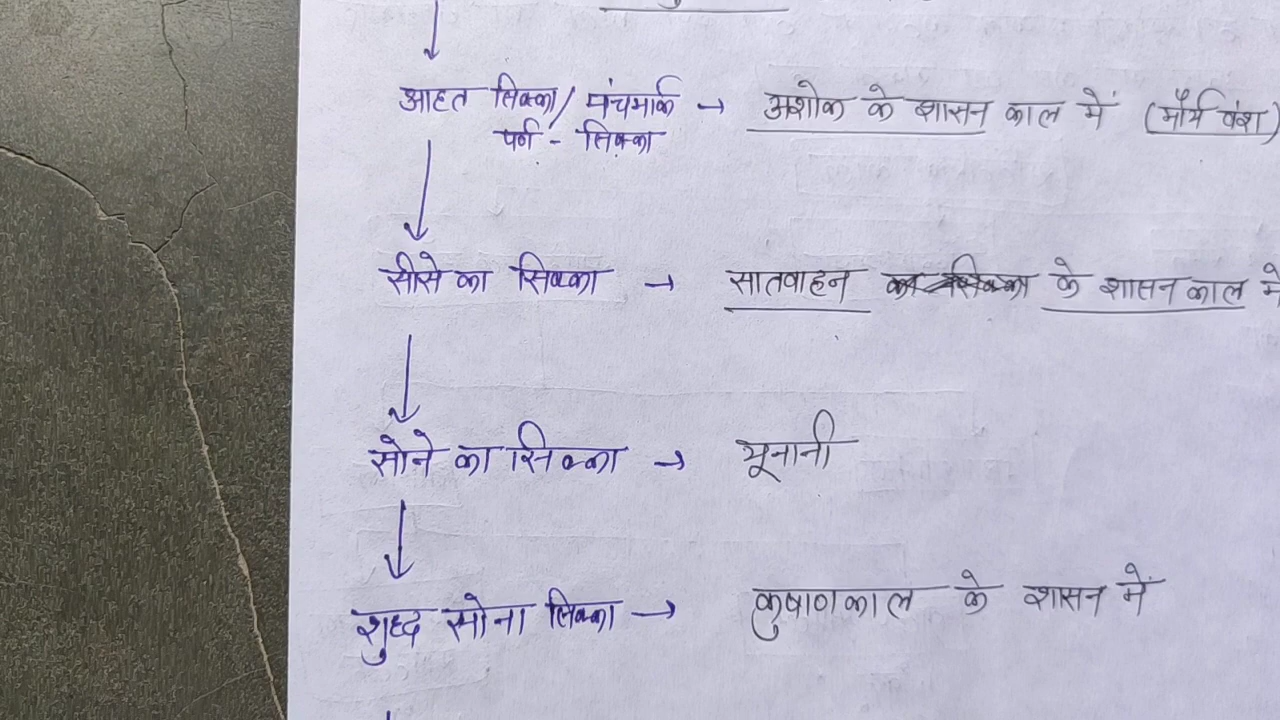 आहत सिक्का/ पंचमार्क → अशोक के शासन काल में (मौर्य वंश)
पर्ण - सिक्का
सीसे का सिक्का → सातवाहन के शासन काल में
सोने का सिक्का → यूनानी
शुध्द सोना सिक्का → कुषाणकाल के शासन में